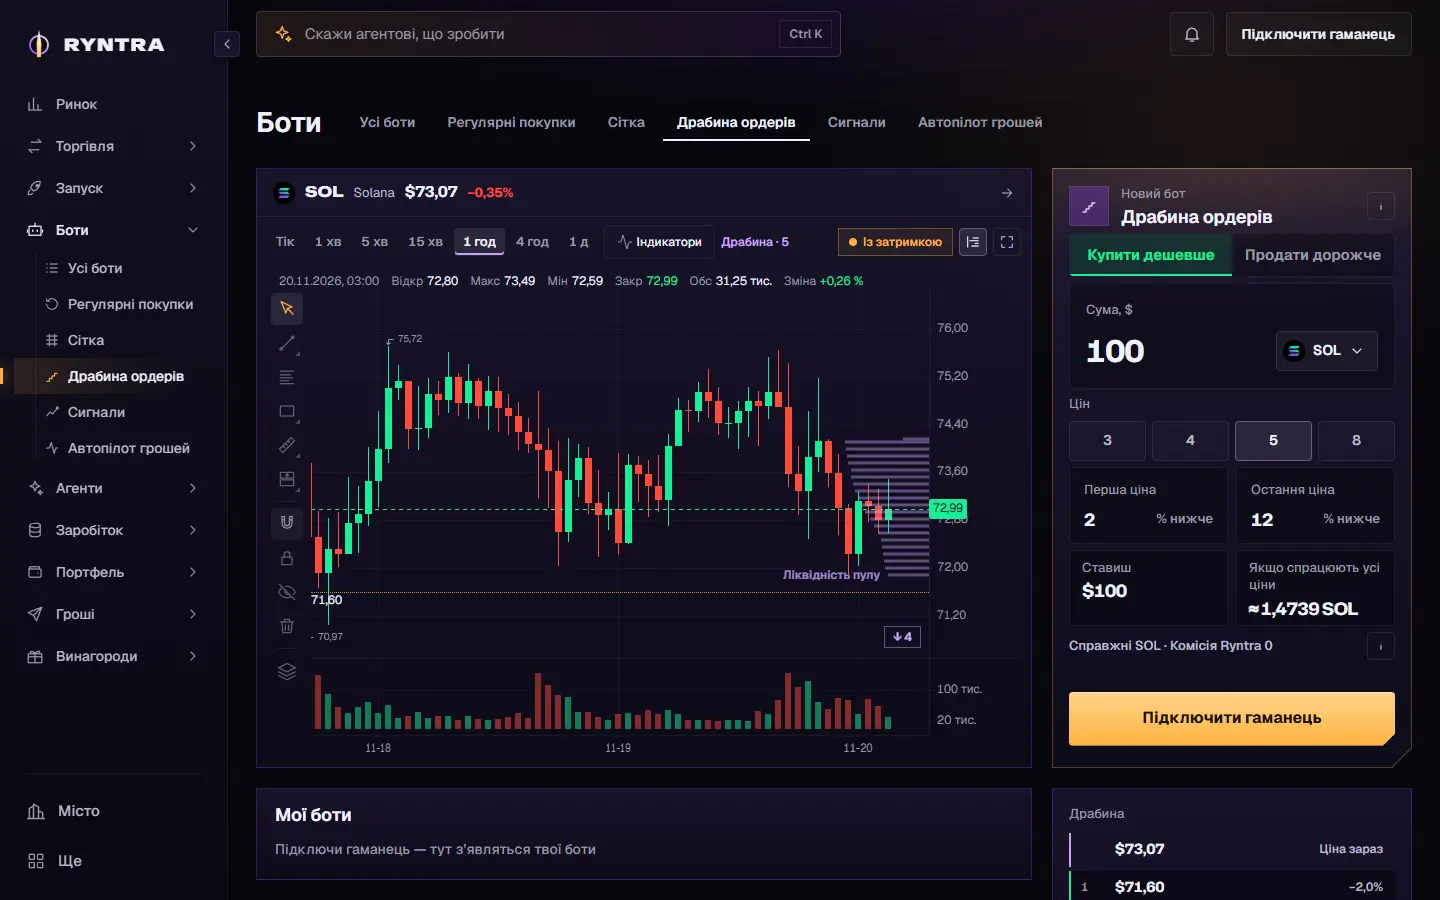 RYNTRA
Скажи агентові, що зробити
Ctrl K
Підключити гаманець
Ринок
Торгівля
Запуск
Боти
Усі боти
Регулярні покупки
Сітка
Драбина ордерів
Сигнали
Автопілот грошей
Агенти
Заробіток
Портфель
Гроші
Винагороди
Місто
Ще
Боти
Усі боти
Регулярні покупки
Сітка
Драбина ордерів
Сигнали
Автопілот грошей
SOL Solana $73,07 −0,35%
Тік 1 хв 5 хв 15 хв 1 год 4 год 1 д Індикатори Драбина · 5 Із затримкою
20.11.2026, 03:00 Відкр 72,80 Макс 73,49 Мін 72,59 Закр 72,99 Обс 31,25 тис. Зміна +0,26 %
75,72
71,60
70,97
Ліквідність пулу
4
76,00
75,20
74,40
73,60
72,99
72,80
72,00
71,20
100 тис.
20 тис.
11-18 11-19 11-20
Мої боти
Підключи гаманець — тут з’являться твої боти
Новий бот
Драбина ордерів
Купити дешевше
Продати дорожче
Сума, $
100
SOL
Цін
3 4 5 8
Перша ціна
2 % нижче
Остання ціна
12 % нижче
Ставиш
$100
Якщо спрацюють усі
ціни
≈1,4739 SOL
Справжні SOL · Комісія Ryntra 0
Підключити гаманець
Драбина
$73,07 Ціна зараз
1 $71,60 −2,0%